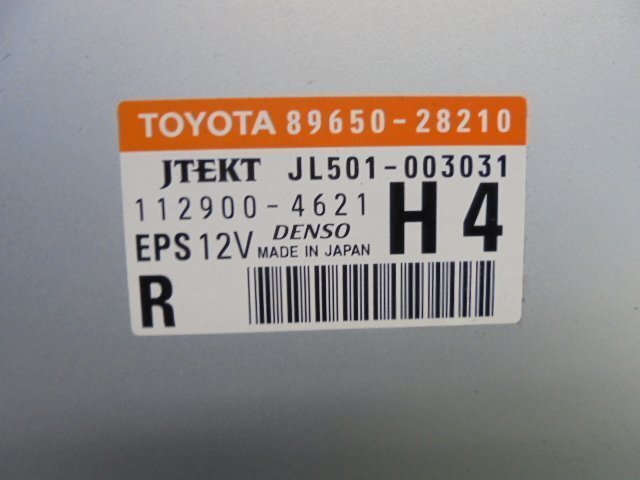 TOYOTA 89650-28210
JTEKT JL501-003031
112900-4621 H4
EPS 12V DENSO
MADE IN JAPAN
R